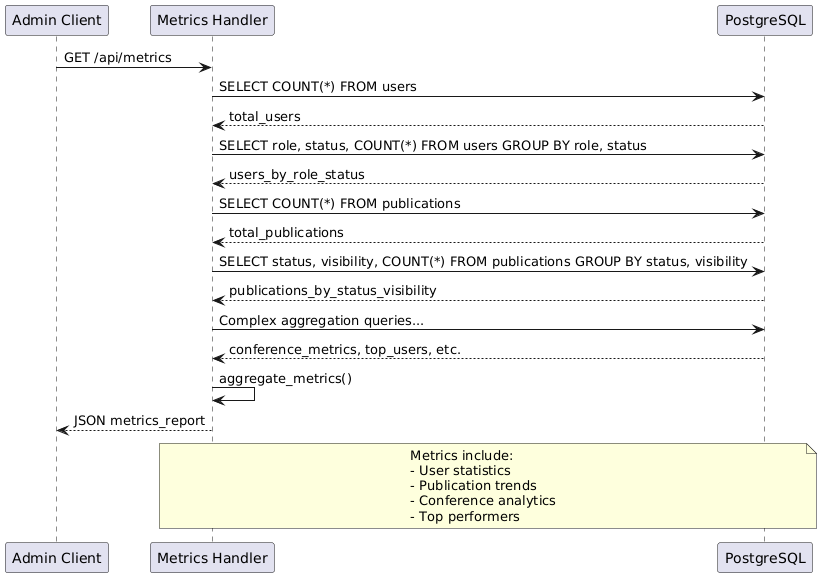 Admin Client
Metrics Handler
PostgreSQL
GET /api/metrics
SELECT COUNT(*) FROM users
total_users
SELECT role, status, COUNT(*) FROM users GROUP BY role, status
users_by_role_status
SELECT COUNT(*) FROM publications
total_publications
SELECT status, visibility, COUNT(*) FROM publications GROUP BY status, visibility
publications_by_status_visibility
Complex aggregation queries...
conference_metrics, top_users, etc.
aggregate_metrics()
JSON metrics_report
Metrics include:
- User statistics
- Publication trends
- Conference analytics
- Top performers
Admin Client
Metrics Handler
PostgreSQL